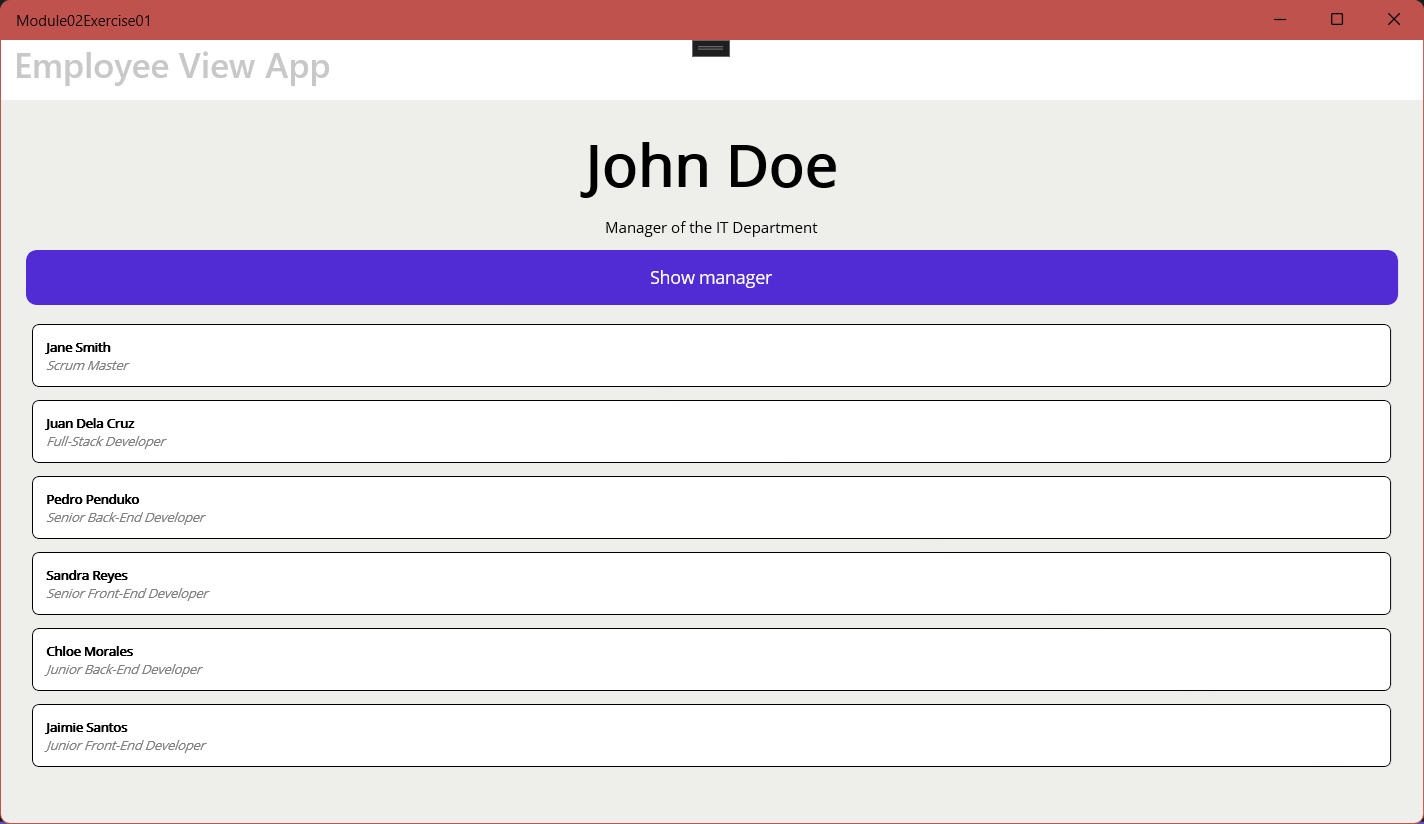 Module02Exercise01
Employee View App
John Doe
Manager of the IT Department
Show manager
Jane Smith
Scrum Master
Juan Dela Cruz
Full-Stack Developer
Pedro Penduko
Senior Back-End Developer
Sandra Reyes
Senior Front-End Developer
Chloe Morales
Junior Back-End Developer
Jaimie Santos
Junior Front-End Developer